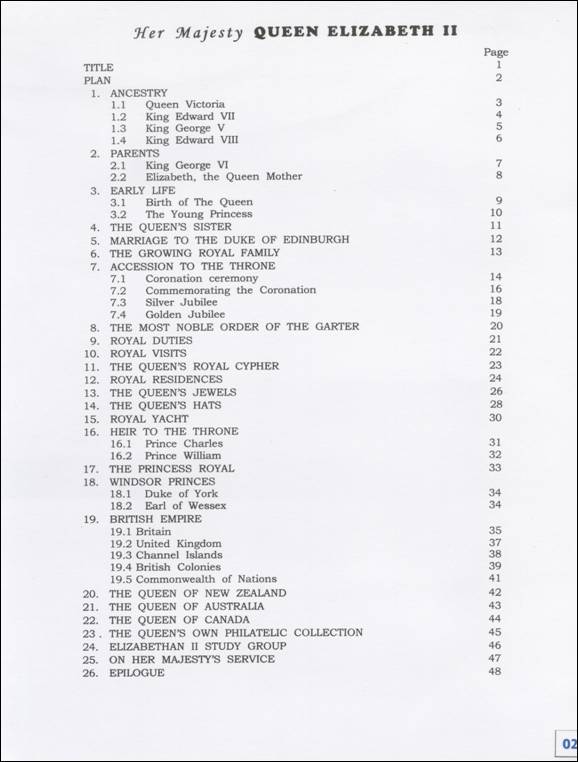 Her Majesty QUEEN ELIZABETH II
Page
TITLE 1
PLAN 2
1. ANCESTRY
1.1 Queen Victoria 3
1.2 King Edward VII 4
1.3 King George V 5
1.4 King Edward VIII 6
2. PARENTS
2.1 King George VI 7
2.2 Elizabeth, the Queen Mother 8
3. EARLY LIFE
3.1 Birth of The Queen 9
3.2 The Young Princess 10
4. THE QUEEN'S SISTER 11
5. MARRIAGE TO THE DUKE OF EDINBURGH 12
6. THE GROWING ROYAL FAMILY 13
7. ACCESSION TO THE THRONE
7.1 Coronation ceremony 14
7.2 Commemorating the Coronation 16
7.3 Silver Jubilee 18
7.4 Golden Jubilee 19
8. THE MOST NOBLE ORDER OF THE GARTER 20
9. ROYAL DUTIES 21
10. ROYAL VISITS 22
11. THE QUEEN'S ROYAL CYPHER 23
12. ROYAL RESIDENCES 24
13. THE QUEEN'S JEWELS 26
14. THE QUEEN'S HATS 28
15. ROYAL YACHT 30
16. HEIR TO THE THRONE
16.1 Prince Charles 31
16.2 Prince William 32
17. THE PRINCESS ROYAL 33
18. WINDSOR PRINCES
18.1 Duke of York 34
18.2 Earl of Wessex 34
19. BRITISH EMPIRE
19.1 Britain 35
19.2 United Kingdom 37
19.3 Channel Islands 38
19.4 British Colonies 39
19.5 Commonwealth of Nations 41
20. THE QUEEN OF NEW ZEALAND 42
21. THE QUEEN OF AUSTRALIA 43
22. THE QUEEN OF CANADA 44
23 . THE QUEEN'S OWN PHILATELIC COLLECTION 45
24. ELIZABETHAN II STUDY GROUP 46
25. ON HER MAJESTY'S SERVICE 47
26. EPILOGUE 48
02